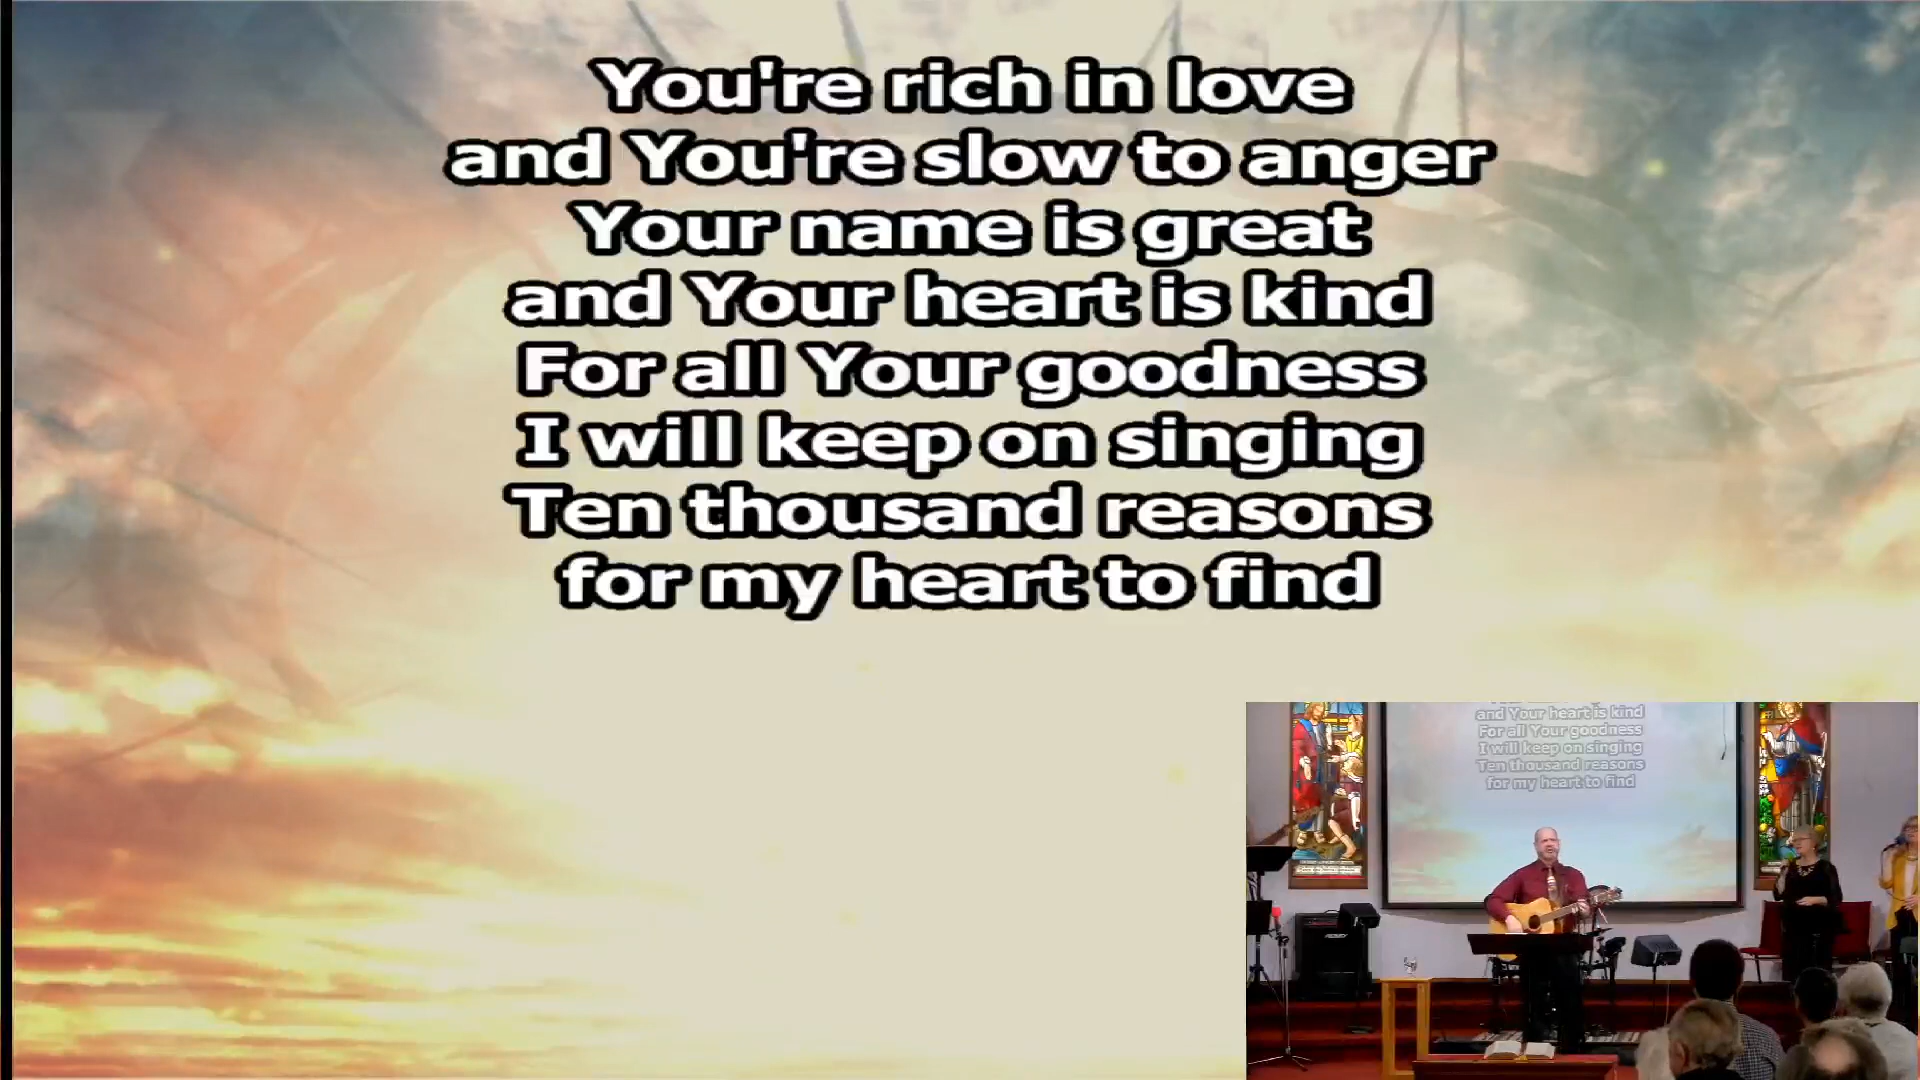 You're rich in love
and You're slow to anger
Your name is great
and Your heart is kind
For all Your goodness
I will keep on singing
Ten thousand reasons
for my heart to find
and Your heart is kind
For all Your goodness
I will keep on singing
Ten thousand reasons
for my heart to find